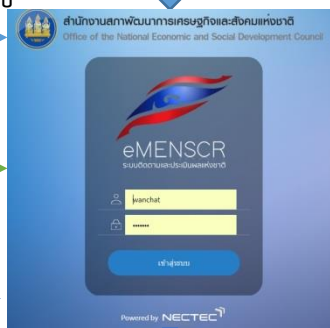 สำนักงานสภาพัฒนาการเศรษฐกิจและสังคมแห่งชาติ
Office of the National Economic and Social Development Council
eMENSCR
ระบบติดตามและประเมินผลแห่งชาติ
wanchat
•••••••
เข้าสู่ระบบ
Powered by NECTEC